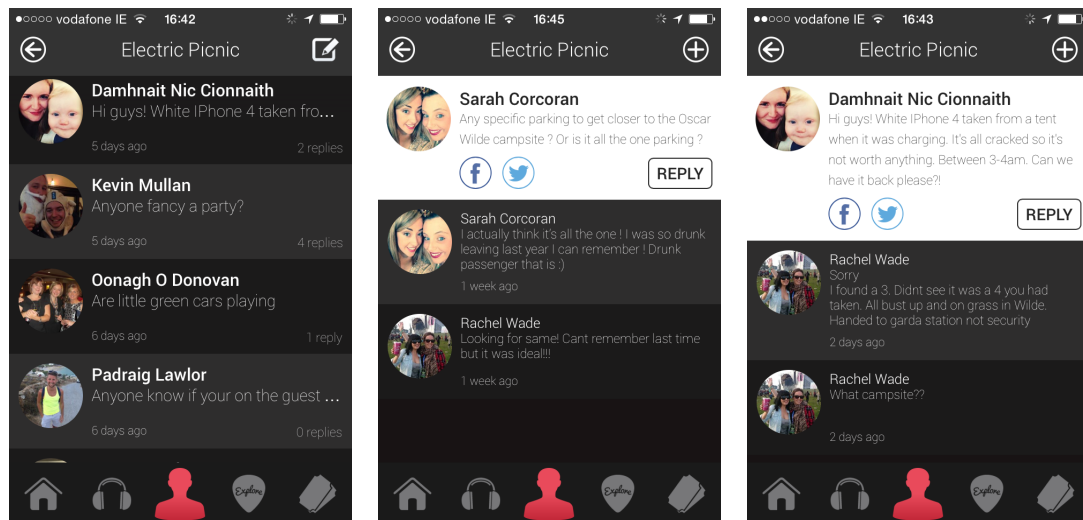 vodafone IE 16:42
Electric Picnic
Damhnait Nic Cionnaith
Hi guys! White IPhone 4 taken fro...
5 days ago 2 replies
Kevin Mullan
Anyone fancy a party?
5 days ago 4 replies
Oonagh O Donovan
Are little green cars playing
6 days ago 1 reply
Padraig Lawlor
Anyone know if your on the guest ...
6 days ago 0 replies
Explore
vodafone IE 16:45
Electric Picnic
Sarah Corcoran
Any specific parking to get closer to the Oscar
Wilde campsite ? Or is it all the one parking ?
f REPLY
Sarah Corcoran
I actually think it's all the one ! I was so drunk
leaving last year I can remember ! Drunk
passenger that is :)
1 week ago
Rachel Wade
Looking for same! Cant remember last time
but it was ideal!!!
1 week ago
Explore
vodafone IE 16:43
Electric Picnic
Damhnait Nic Cionnaith
Hi guys! White IPhone 4 taken from a tent
when it was charging. It's all cracked so it's
not worth anything. Between 3-4am. Can we
have it back please?!
f REPLY
Rachel Wade
Sorry
I found a 3. Didnt see it was a 4 you had
taken. All bust up and on grass in Wilde.
Handed to garda station not security
2 days ago
Rachel Wade
What campsite??
2 days ago
Explore